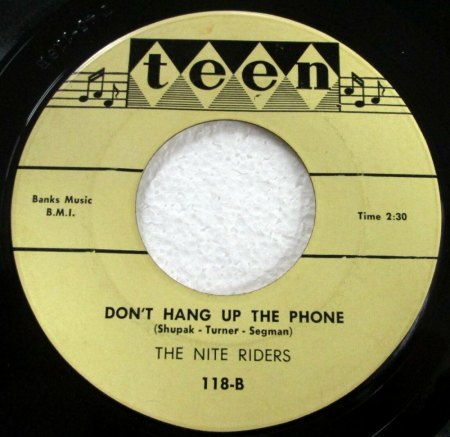 teen
Banks Music
B.M.I.
Time 2:30
DON'T HANG UP THE PHONE
(Shupak - Turner - Segman)
THE NITE RIDERS
118-B